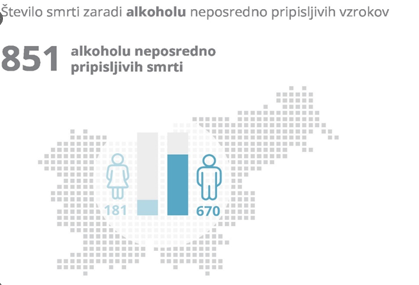 Število smrti zaradi alkoholu neposredno pripisljivih vzrokov
851
alkoholu neposredno
pripisljivih smrti
181
670